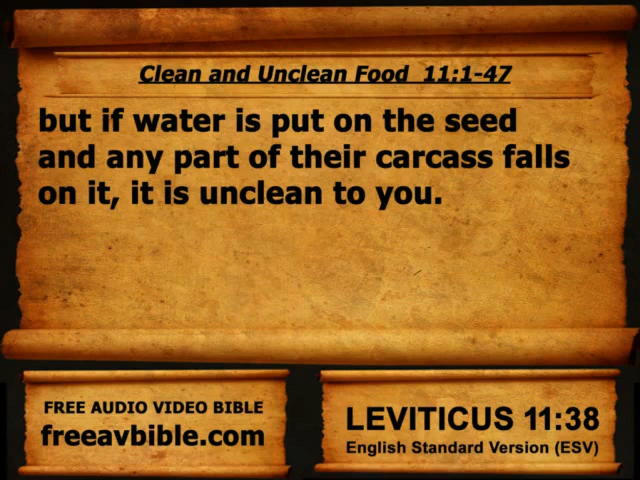 Clean and Unclean Food  11:1-47
but if water is put on the seed
and any part of their carcass falls
on it, it is unclean to you.
FREE AUDIO VIDEO BIBLE
freeavbible.com
LEVITICUS 11:38
English Standard Version (ESV)